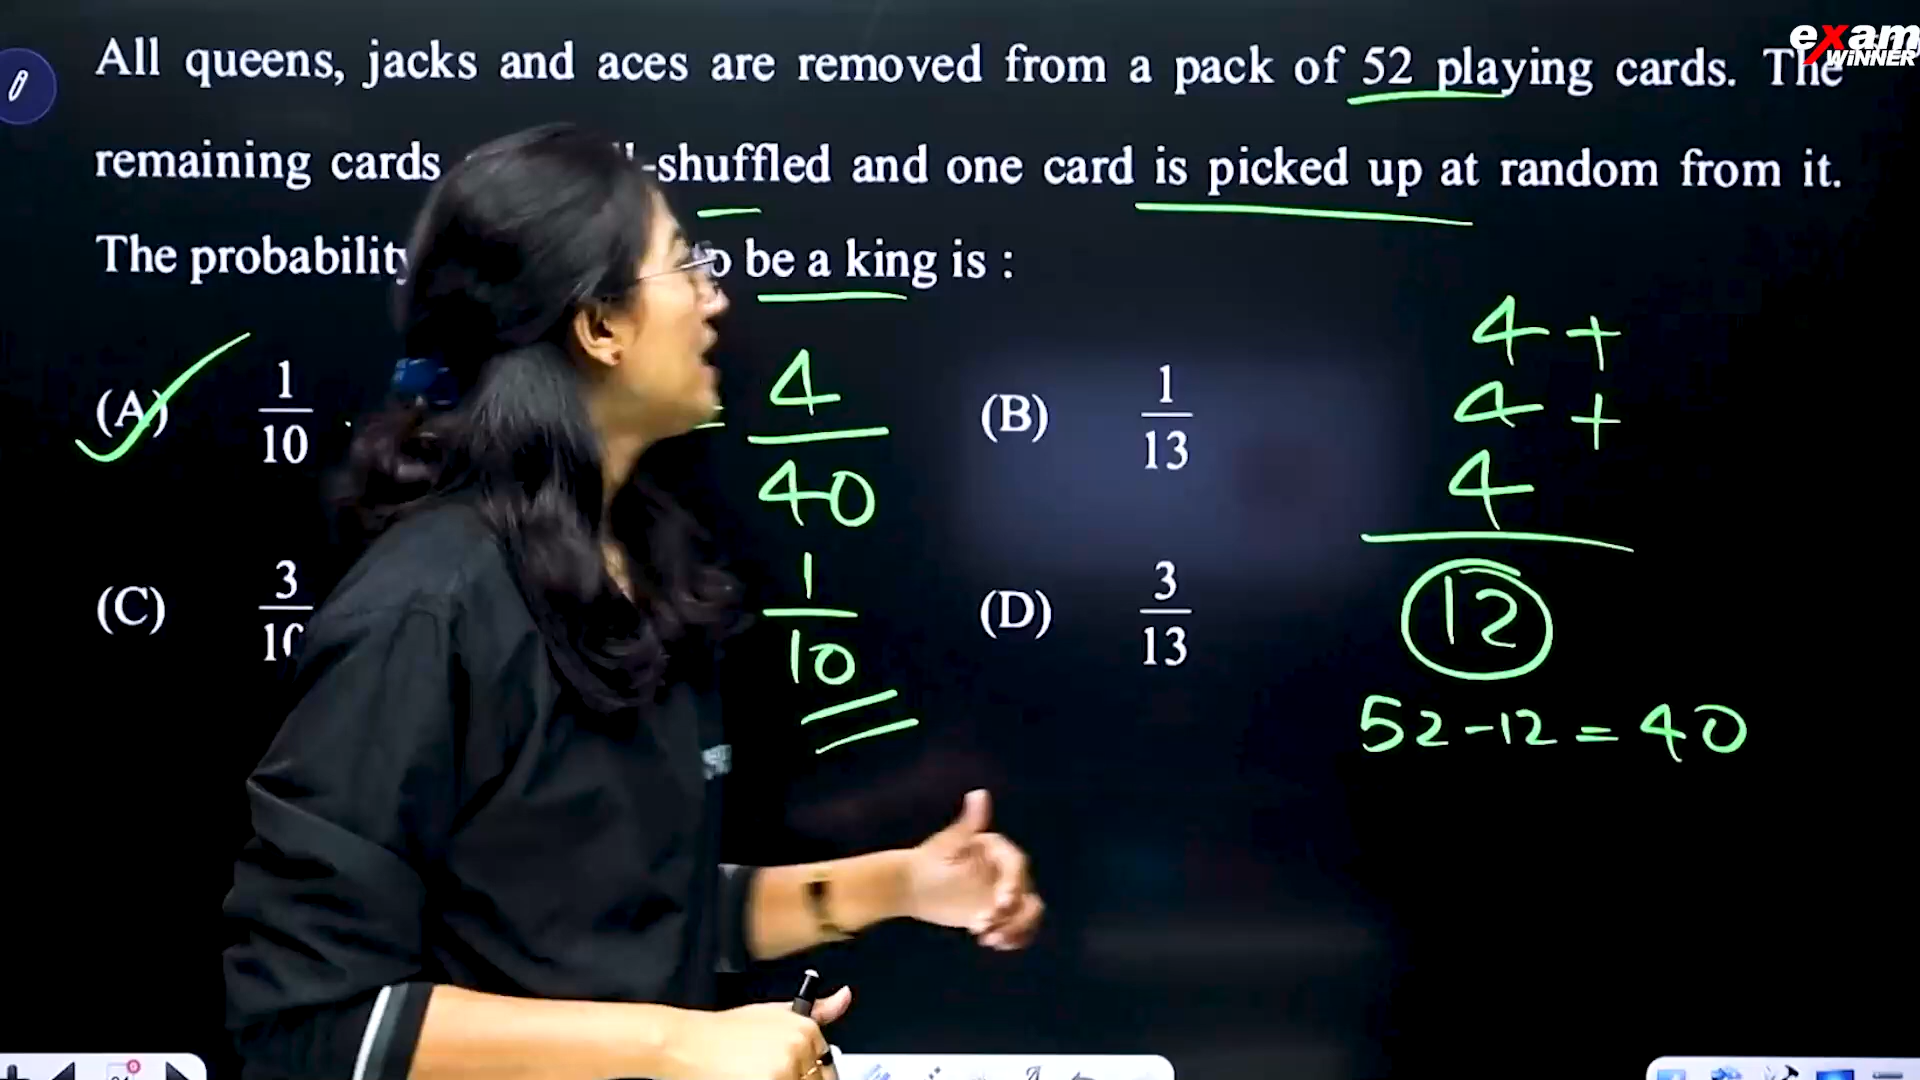 exam
WiNNER
All queens, jacks and aces are removed from a pack of 52 playing cards. The
remaining cards -shuffled and one card is picked up at random from it.
The probability be a king is :
(A) 1/10 = 4/40
1/10
(B) 1/13
(C) 3/10
(D) 3/13
4 +
4 +
4
12
52-12 = 40